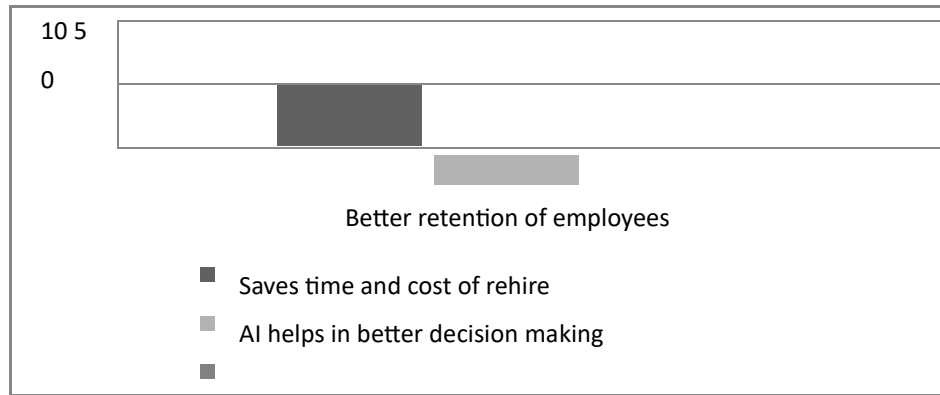 10 5
0
Better retention of employees
Saves time and cost of rehire
AI helps in better decision making